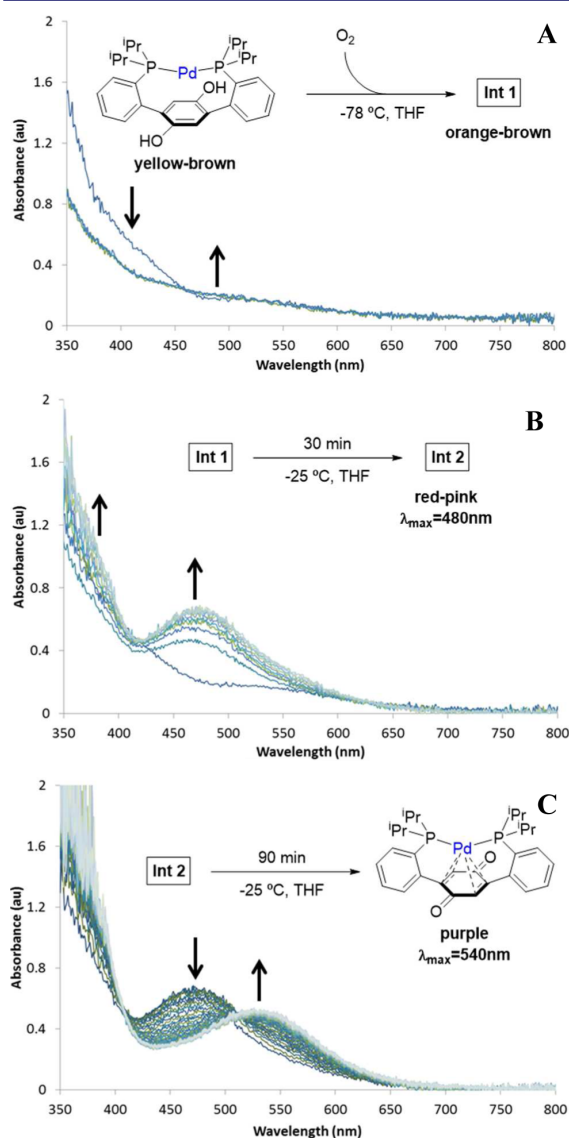 A
2
1.6
1.2
0.8
0.4
0
Absorbance (au)
350 400 450 500 550 600 650 700 750 800
Wavelength (nm)
iPr iPr
iPr P Pd P iPr
OH
HO
yellow-brown
O2
-78 ºC, THF
Int 1
orange-brown
B
2
1.6
1.2
0.8
0.4
0
Absorbance (au)
350 400 450 500 550 600 650 700 750 800
Wavelength (nm)
Int 1
30 min
-25 ºC, THF
Int 2
red-pink
λmax=480nm
C
2
1.6
1.2
0.8
0.4
0
Absorbance (au)
350 400 450 500 550 600 650 700 750 800
Wavelength (nm)
Int 2
90 min
-25 ºC, THF
iPr iPr
iPr P Pd P iPr
O
O
purple
λmax=540nm